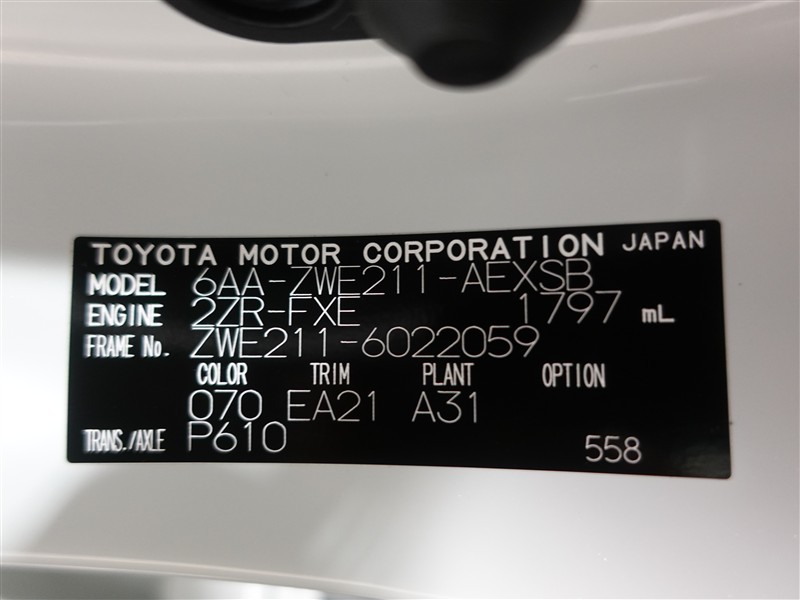 TOYOTA MOTOR CORPORATION JAPAN
MODEL 6AA-ZWE211-AEXSB
ENGINE 2ZR-FXE 1797 mL
FRAME No. ZWE211-6022059
COLOR TRIM PLANT OPTION
070 EA21 A31
TRANS./AXLE P610 558